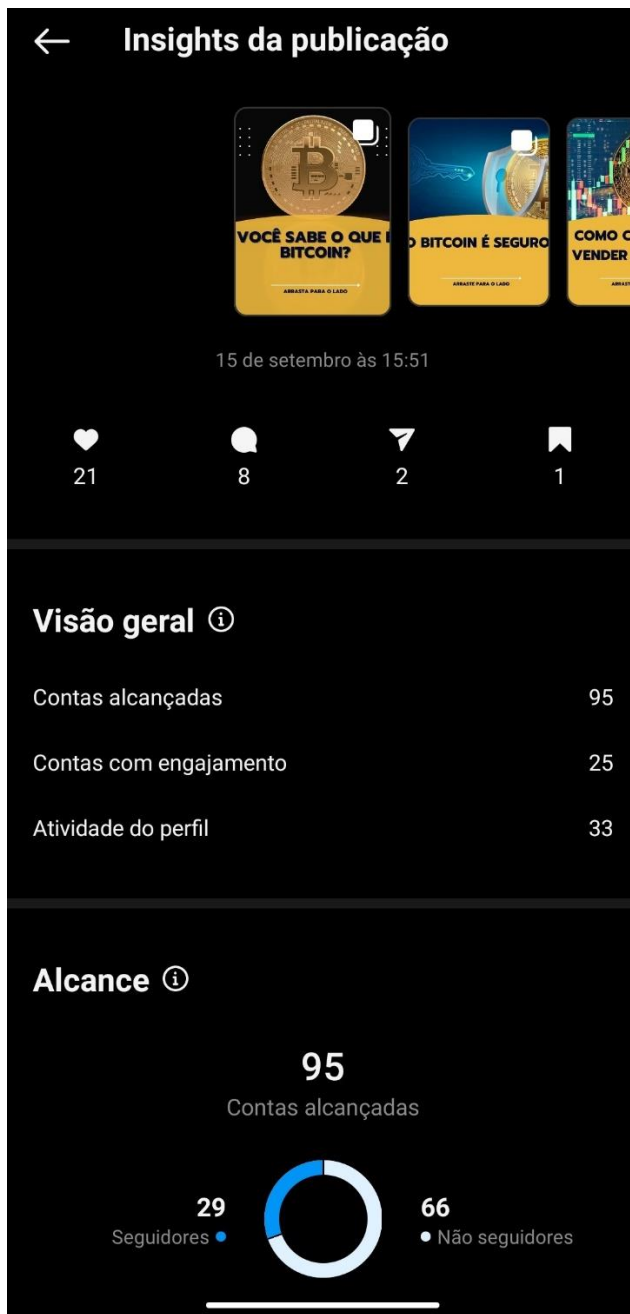 Insights da publicação
VOCÊ SABE O QUE
BITCOIN?
ARRASTA PARA O LADO
O BITCOIN É SEGURO
ARRASTE PARA O LADO
COMO
VENDER
15 de setembro às 15:51
21
8
2
1
Visão geral
Contas alcançadas
95
Contas com engajamento
25
Atividade do perfil
33
Alcance
95
Contas alcançadas
29
Seguidores
66
Não seguidores